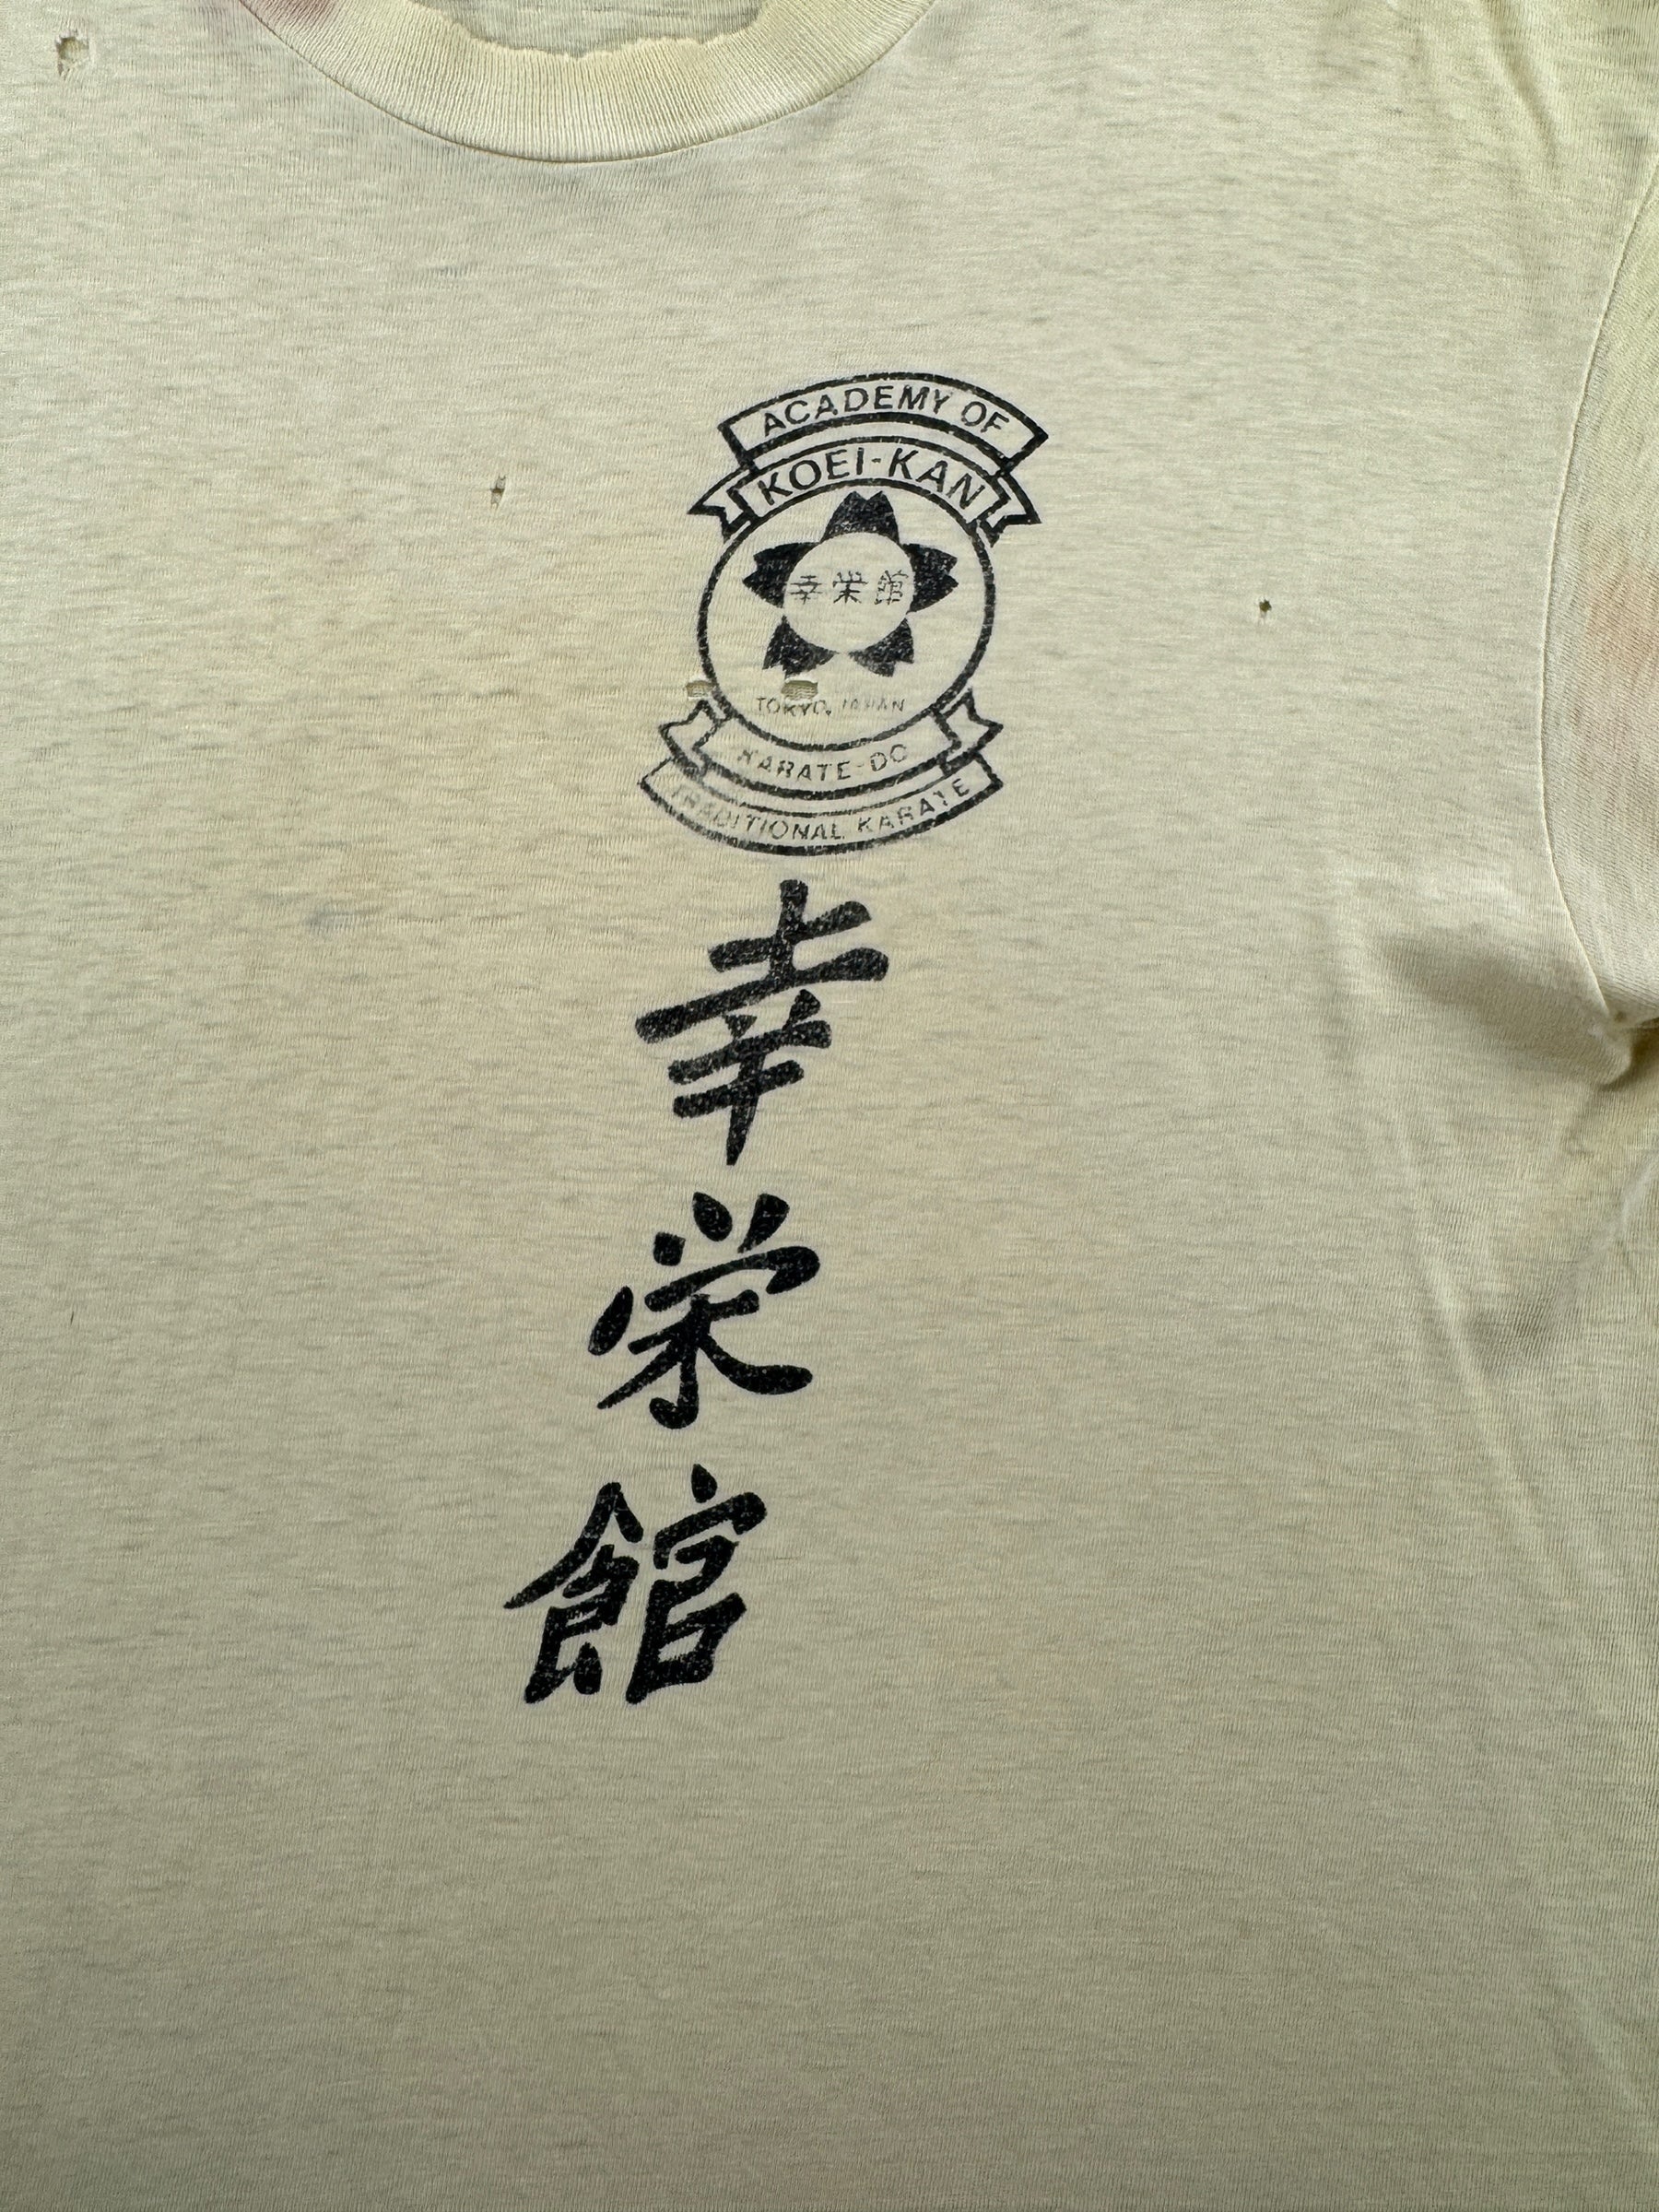 ACADEMY OF
KOEI-KAN
幸栄館
TOKYO, JAPAN
KARATE-DO
TRADITIONAL KARATE
幸
栄
館